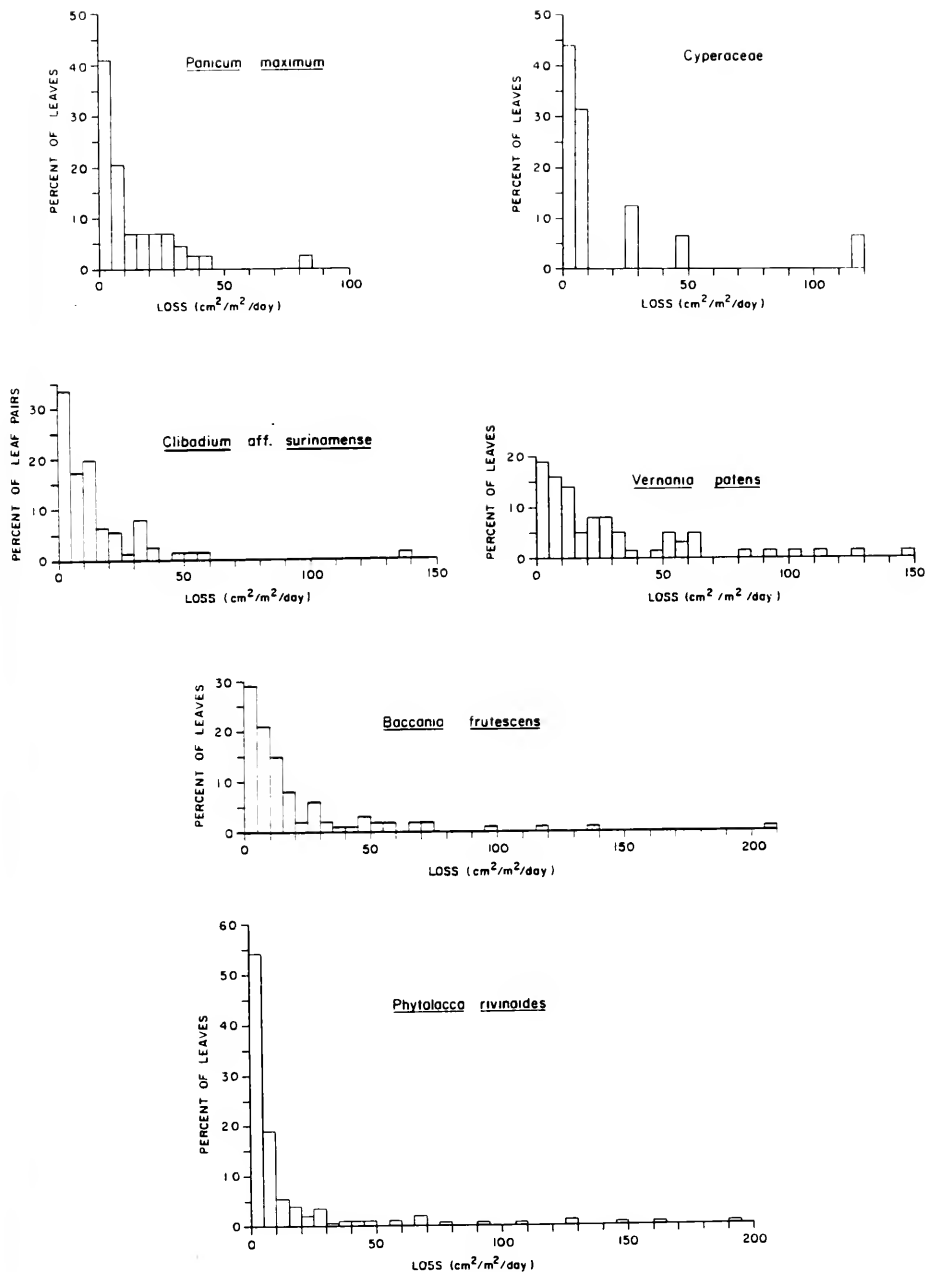 Panicum maximum
PERCENT OF LEAVES
50
40
30
20
10
0
0 50 100
LOSS (cm²/m²/day)
Cyperaceae
PERCENT OF LEAVES
50
40
30
20
10
0
0 50 100
LOSS (cm²/m²/day)
Clibadium aff. surinamense
PERCENT OF LEAF PAIRS
30
20
10
0
0 50 100 150
LOSS (cm²/m²/day)
Vernania patens
PERCENT OF LEAVES
20
10
0
0 50 100 150
LOSS (cm²/m²/day)
Baccania frutescens
PERCENT OF LEAVES
30
20
10
0
0 50 100 150 200
LOSS (cm²/m²/day)
Phytolacca rivinoides
PERCENT OF LEAVES
60
50
40
30
20
10
0
0 50 100 150 200
LOSS (cm²/m²/day)